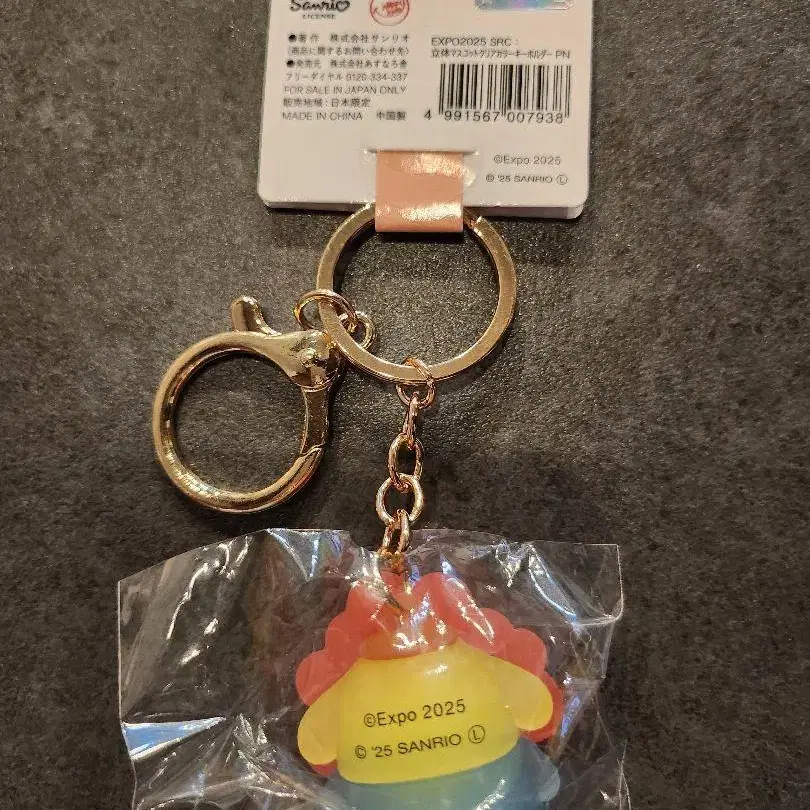 Sanrio
LICENSE
●著作 株式会社サンリオ
(商品に関するお問い合わせ先)
●発売元 株式会社あすなろ舎
フリーダイヤル 0120-334-337
FOR SALE IN JAPAN ONLY
販売地域：日本限定
MADE IN CHINA 中国製
EXPO2025 SRC：
立体マスコットクリアカラーキーホルダー PN
4 991567 007938
©Expo 2025
© '25 SANRIO Ⓛ
©Expo 2025
© '25 SANRIO Ⓛ